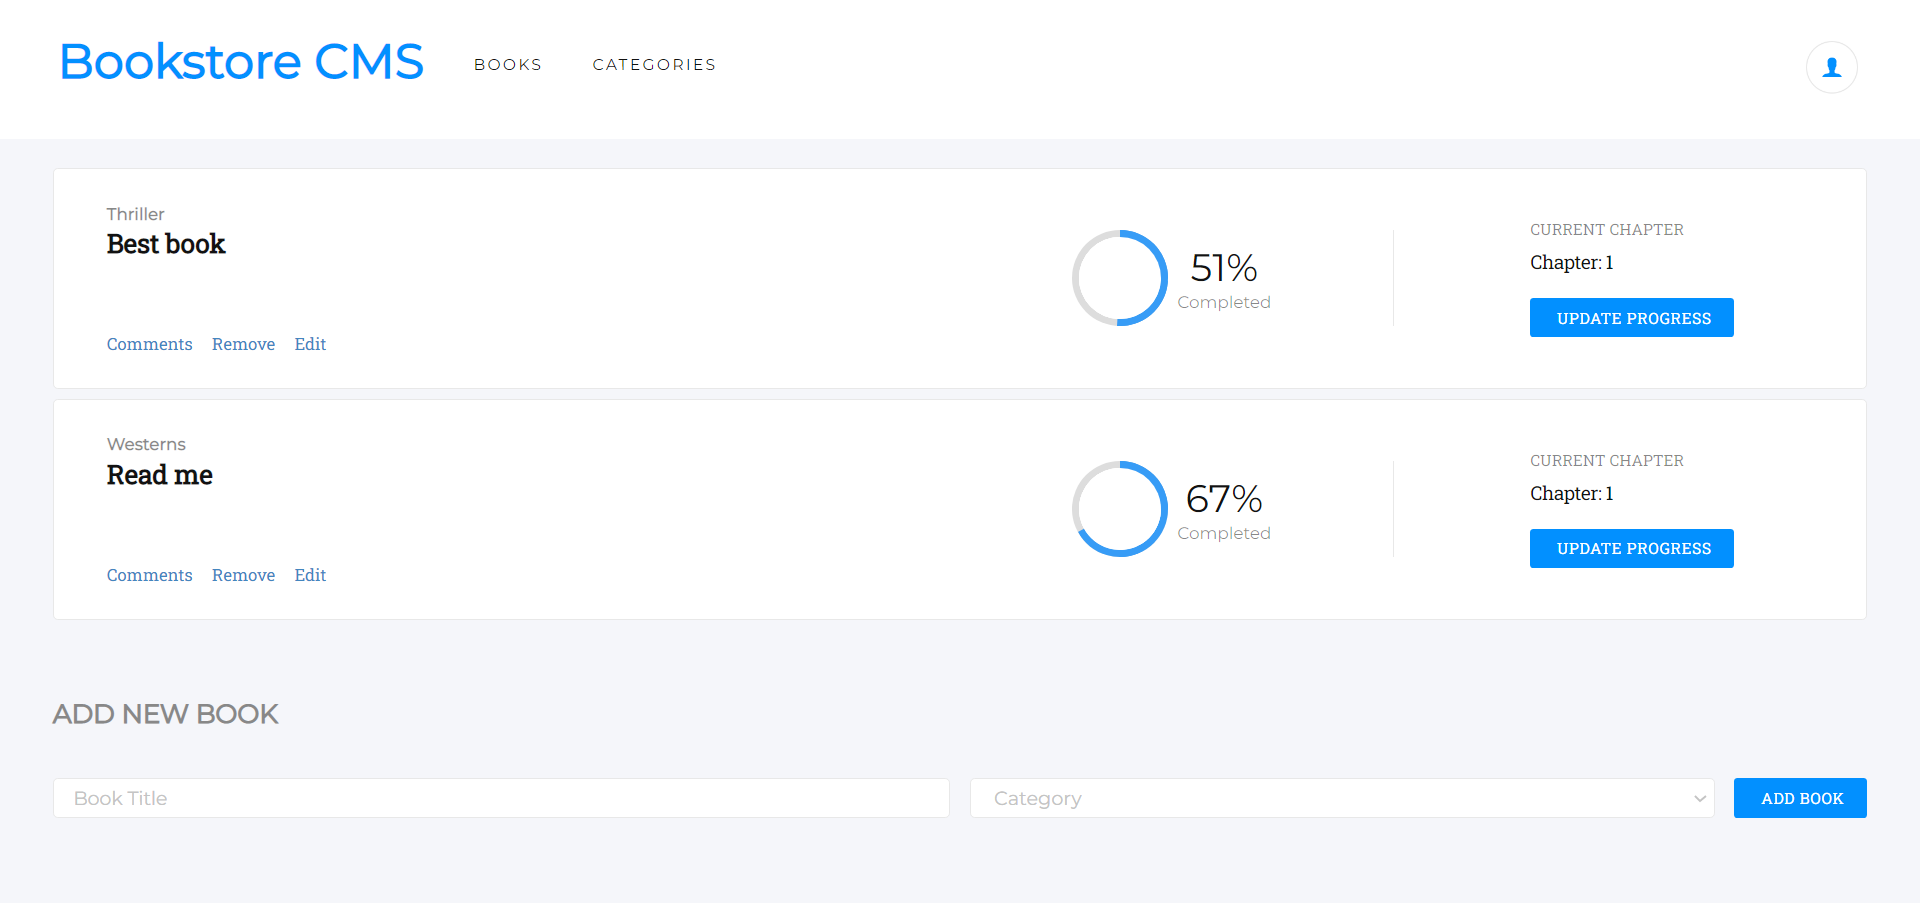 Bookstore CMS
BOOKS
CATEGORIES
Thriller
Best book
Comments Remove Edit
51%
Completed
CURRENT CHAPTER
Chapter: 1
UPDATE PROGRESS
Westerns
Read me
Comments Remove Edit
67%
Completed
CURRENT CHAPTER
Chapter: 1
UPDATE PROGRESS
ADD NEW BOOK
Book Title
Category
ADD BOOK